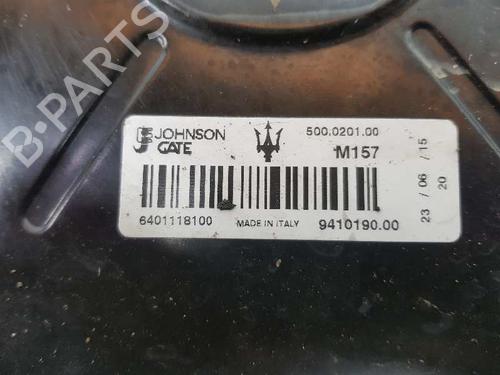 B-PARTS
JOHNSON
GATE
500.0201.00
M157
6401118100
MADE IN ITALY
9410190.00
23 / 06 / 15
20